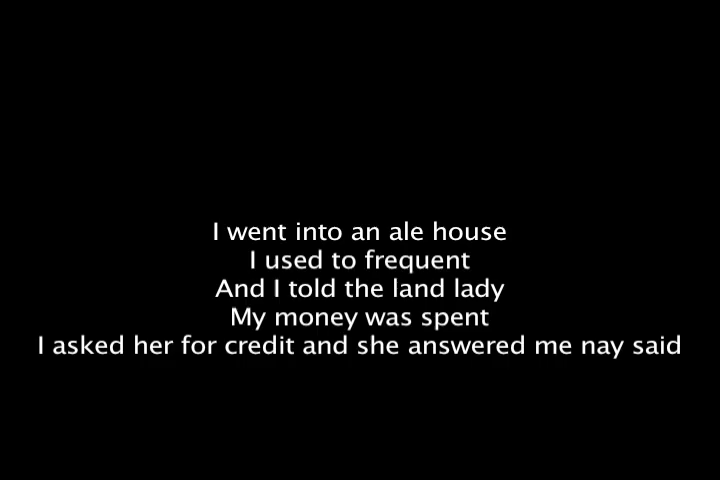 I went into an ale house
I used to frequent
And I told the land lady
My money was spent
I asked her for credit and she answered me nay said